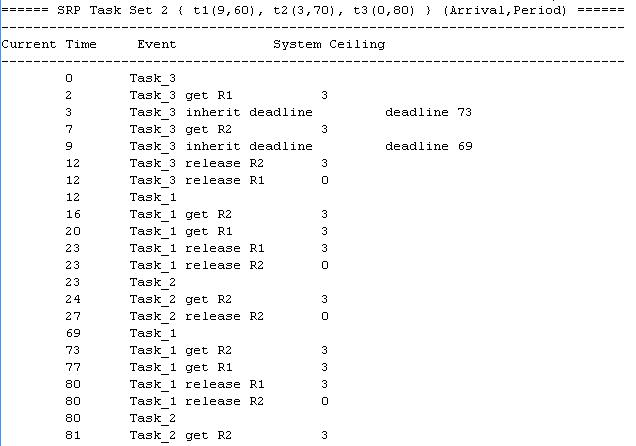 ====== SRP Task Set 2 { t1(9,60), t2(3,70), t3(0,80) } (Arrival,Period) ======
Current Time Event System Ceiling
0 Task_3
2 Task_3 get R1 3
3 Task_3 inherit deadline deadline 73
7 Task_3 get R2 3
9 Task_3 inherit deadline deadline 69
12 Task_3 release R2 3
12 Task_3 release R1 0
12 Task_1
16 Task_1 get R2 3
20 Task_1 get R1 3
23 Task_1 release R1 3
23 Task_1 release R2 0
23 Task_2
24 Task_2 get R2 3
27 Task_2 release R2 0
69 Task_1
73 Task_1 get R2 3
77 Task_1 get R1 3
80 Task_1 release R1 3
80 Task_1 release R2 0
80 Task_2
81 Task_2 get R2 3